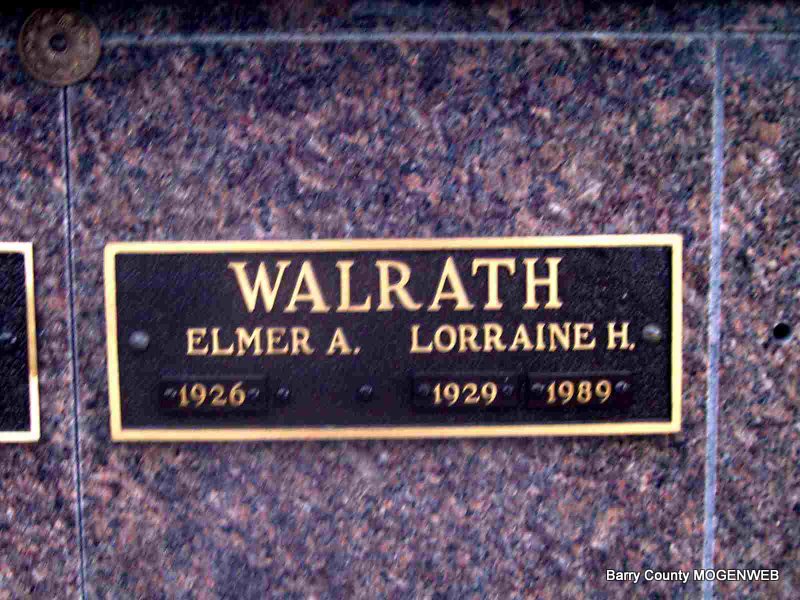 WALRATH
ELMER A. LORRAINE H.
1926 1929 1989
Barry County MOGENWEB